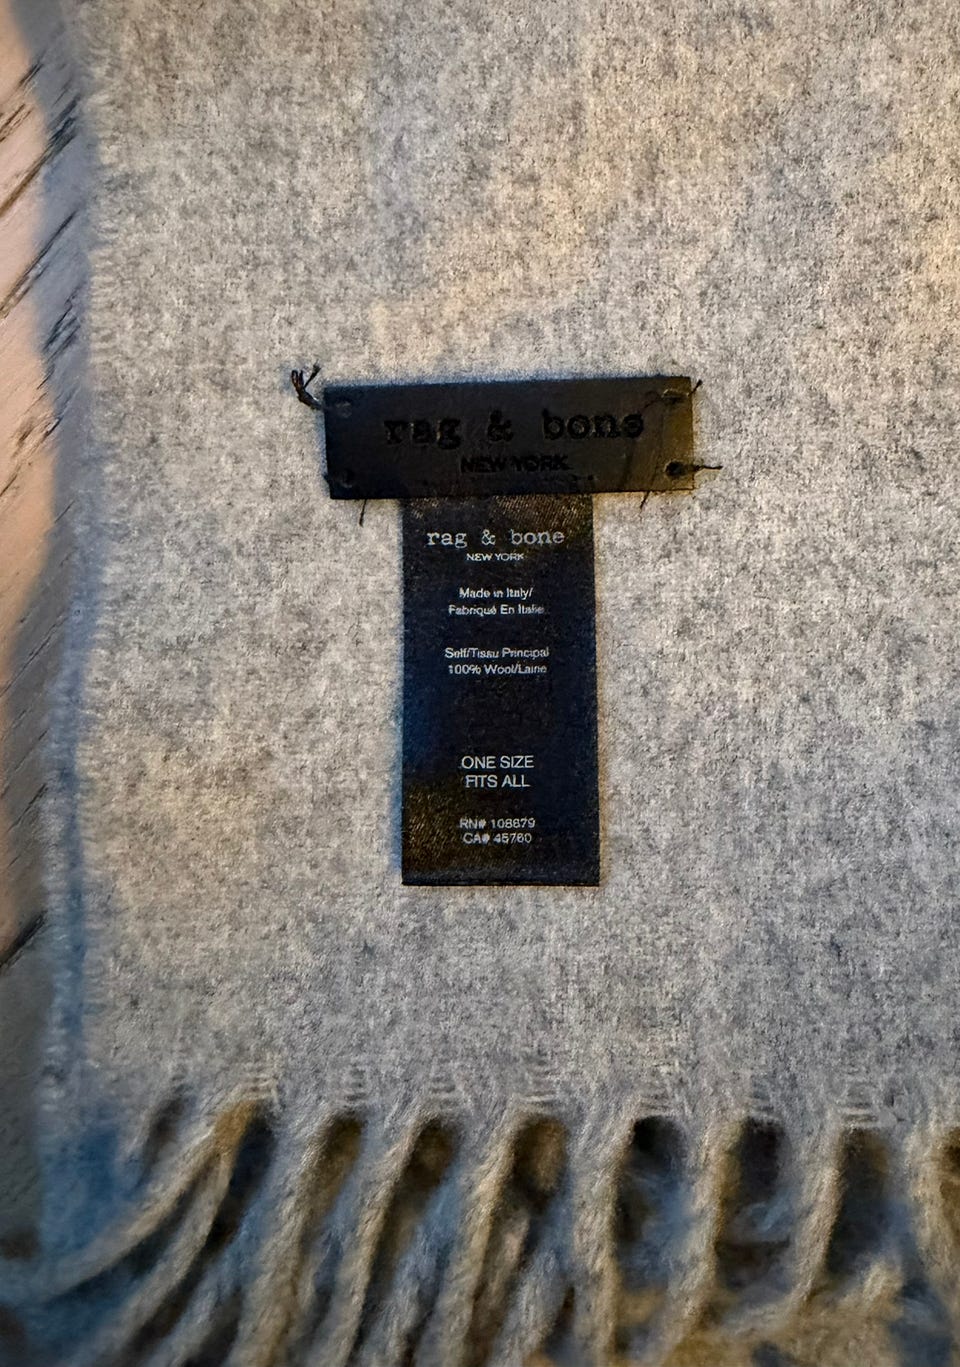 rag & bone
NEW YORK
rag & bone
NEW YORK
Made in Italy/
Fabriqué En Italie
Self/Tissu Principal
100% Wool/Laine
ONE SIZE
FITS ALL
RN# 108679
CA# 45760